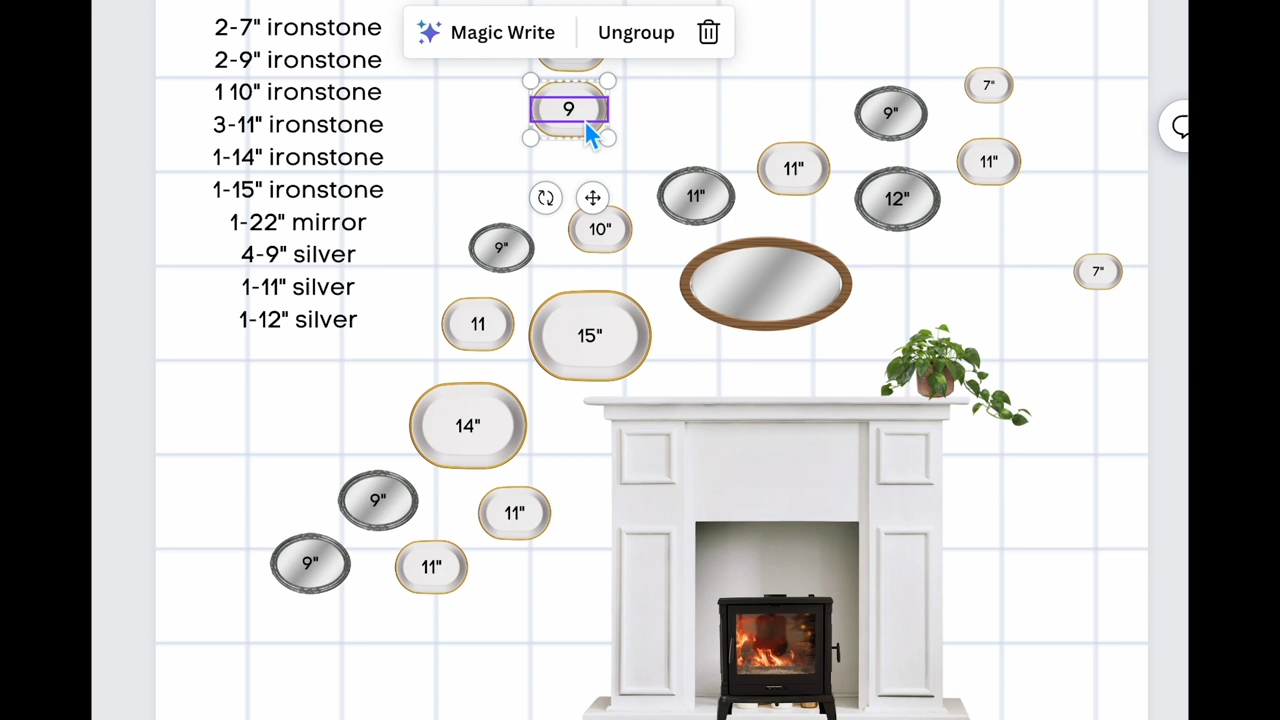 2-7" ironstone
2-9" ironstone
1 10" ironstone
3-11" ironstone
1-14" ironstone
1-15" ironstone
1-22" mirror
4-9" silver
1-11" silver
1-12" silver
Magic Write
Ungroup
9
7"
9"
11"
11"
11"
12"
10"
9"
7"
11
15"
14"
9"
11"
9"
11"